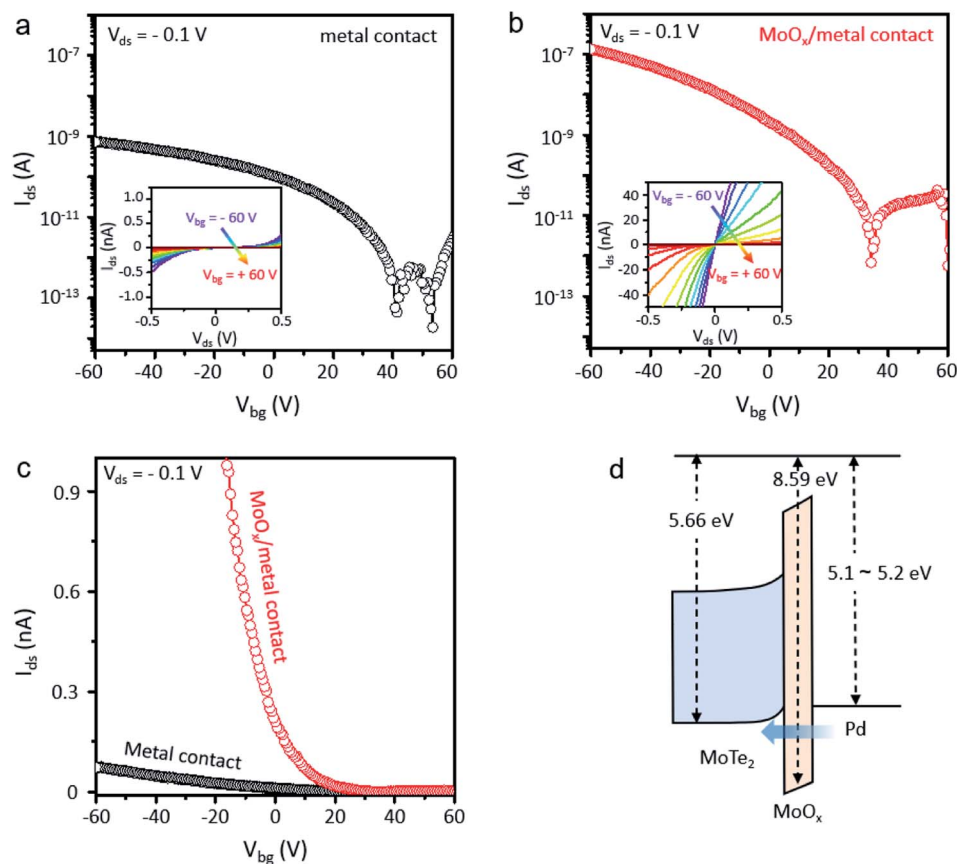 a
V_ds = - 0.1 V
metal contact
10^-7
10^-9
10^-11
10^-13
I_ds (A)
-60 -40 -20 0 20 40 60
V_bg (V)
1.0
0.5
0.0
-0.5
-1.0
I_ds (nA)
V_bg = - 60 V
V_bg = + 60 V
-0.5 0.0 0.5
V_ds (V)
b
V_ds = - 0.1 V
MoO_x/metal contact
10^-7
10^-9
10^-11
10^-13
I_ds (A)
-60 -40 -20 0 20 40 60
V_bg (V)
40
20
0
-20
-40
I_ds (nA)
V_bg = - 60 V
V_bg = + 60 V
-0.5 0.0 0.5
V_ds (V)
c
V_ds = - 0.1 V
0.9
0.6
0.3
0
I_ds (nA)
MoO_x/metal contact
Metal contact
-60 -40 -20 0 20 40 60
V_bg (V)
d
8.59 eV
5.66 eV
5.1 ~ 5.2 eV
Pd
MoTe_2
MoO_x